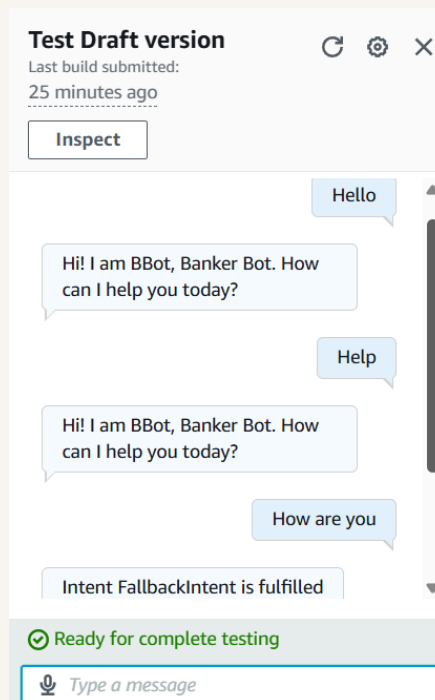 Test Draft version
Last build submitted:
25 minutes ago
Inspect
Hello
Hi! I am BBot, Banker Bot. How
can I help you today?
Help
Hi! I am BBot, Banker Bot. How
can I help you today?
How are you
Intent FallbackIntent is fulfilled
Ready for complete testing
Type a message